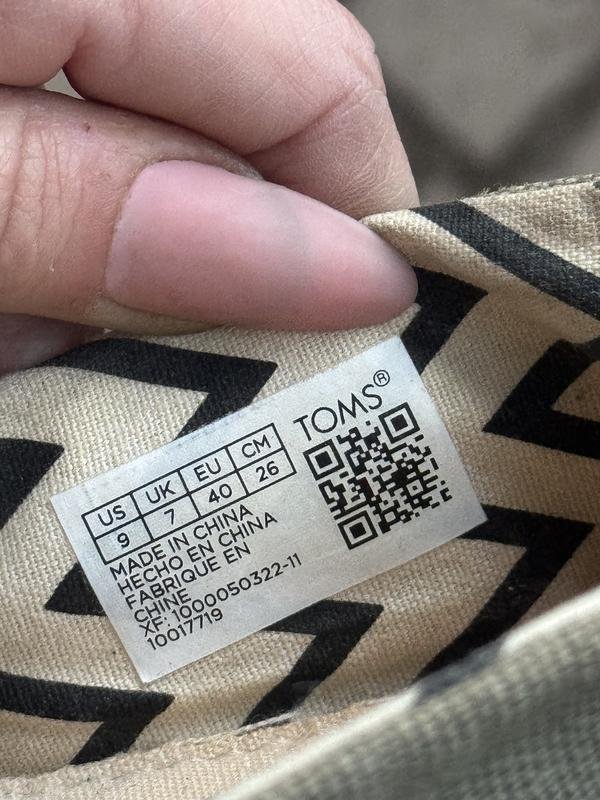 TOMS®
US UK EU CM
9 7 40 26
MADE IN CHINA
HECHO EN CHINA
FABRIQUE EN
CHINE
XF: 1000050322-11
10017719